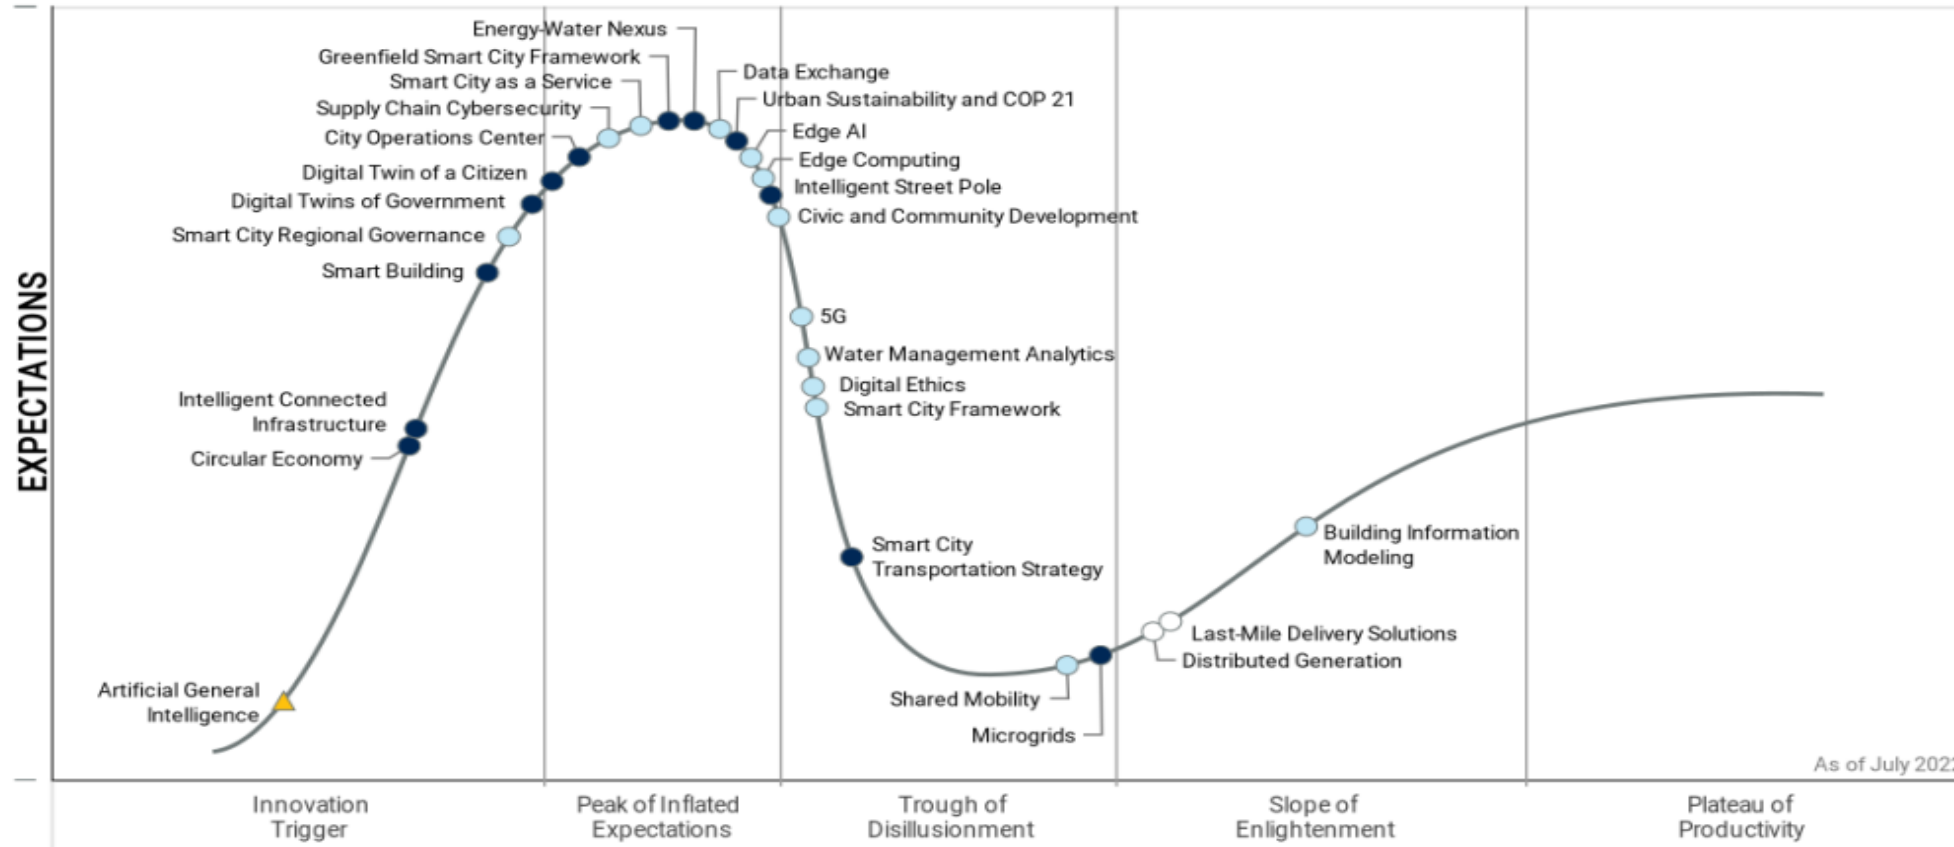 Energy-Water Nexus
Greenfield Smart City Framework
Smart City as a Service
Supply Chain Cybersecurity
City Operations Center
Digital Twin of a Citizen
Digital Twins of Government
Smart City Regional Governance
Smart Building
Intelligent Connected
Infrastructure
Circular Economy
Artificial General
Intelligence
Data Exchange
Urban Sustainability and COP 21
Edge AI
Edge Computing
Intelligent Street Pole
Civic and Community Development
5G
Water Management Analytics
Digital Ethics
Smart City Framework
Smart City
Transportation Strategy
Shared Mobility
Microgrids
Building Information
Modeling
Last-Mile Delivery Solutions
Distributed Generation
EXPECTATIONS
As of July 2022
Innovation
Trigger
Peak of Inflated
Expectations
Trough of
Disillusionment
Slope of
Enlightenment
Plateau of
Productivity